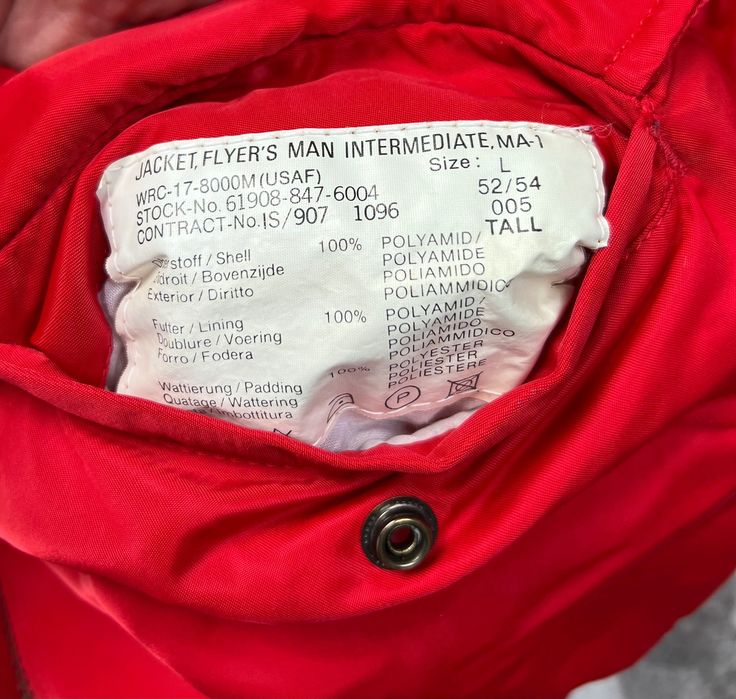 JACKET, FLYER'S MAN INTERMEDIATE, MA-1
WRC-17-8000M (USAF) Size: L
STOCK-No. 61908-847-6004 52/54
CONTRACT-No. IS/907 1096 005
TALL
/ Shell 100% POLYAMID/
/ Bovenzijde POLYAMIDE
Exterior / Diritto POLIAMIDO
POLIAMMIDICO
Futter / Lining 100% POLYAMID /
Doublure / Voering POLYAMIDE
Forro / Fodera POLIAMIDO
POLIAMMIDICO
Wattierung / Padding 100% POLYESTER
Quatage / Wattering POLIESTER
/ Imbottitura POLIESTERE
P